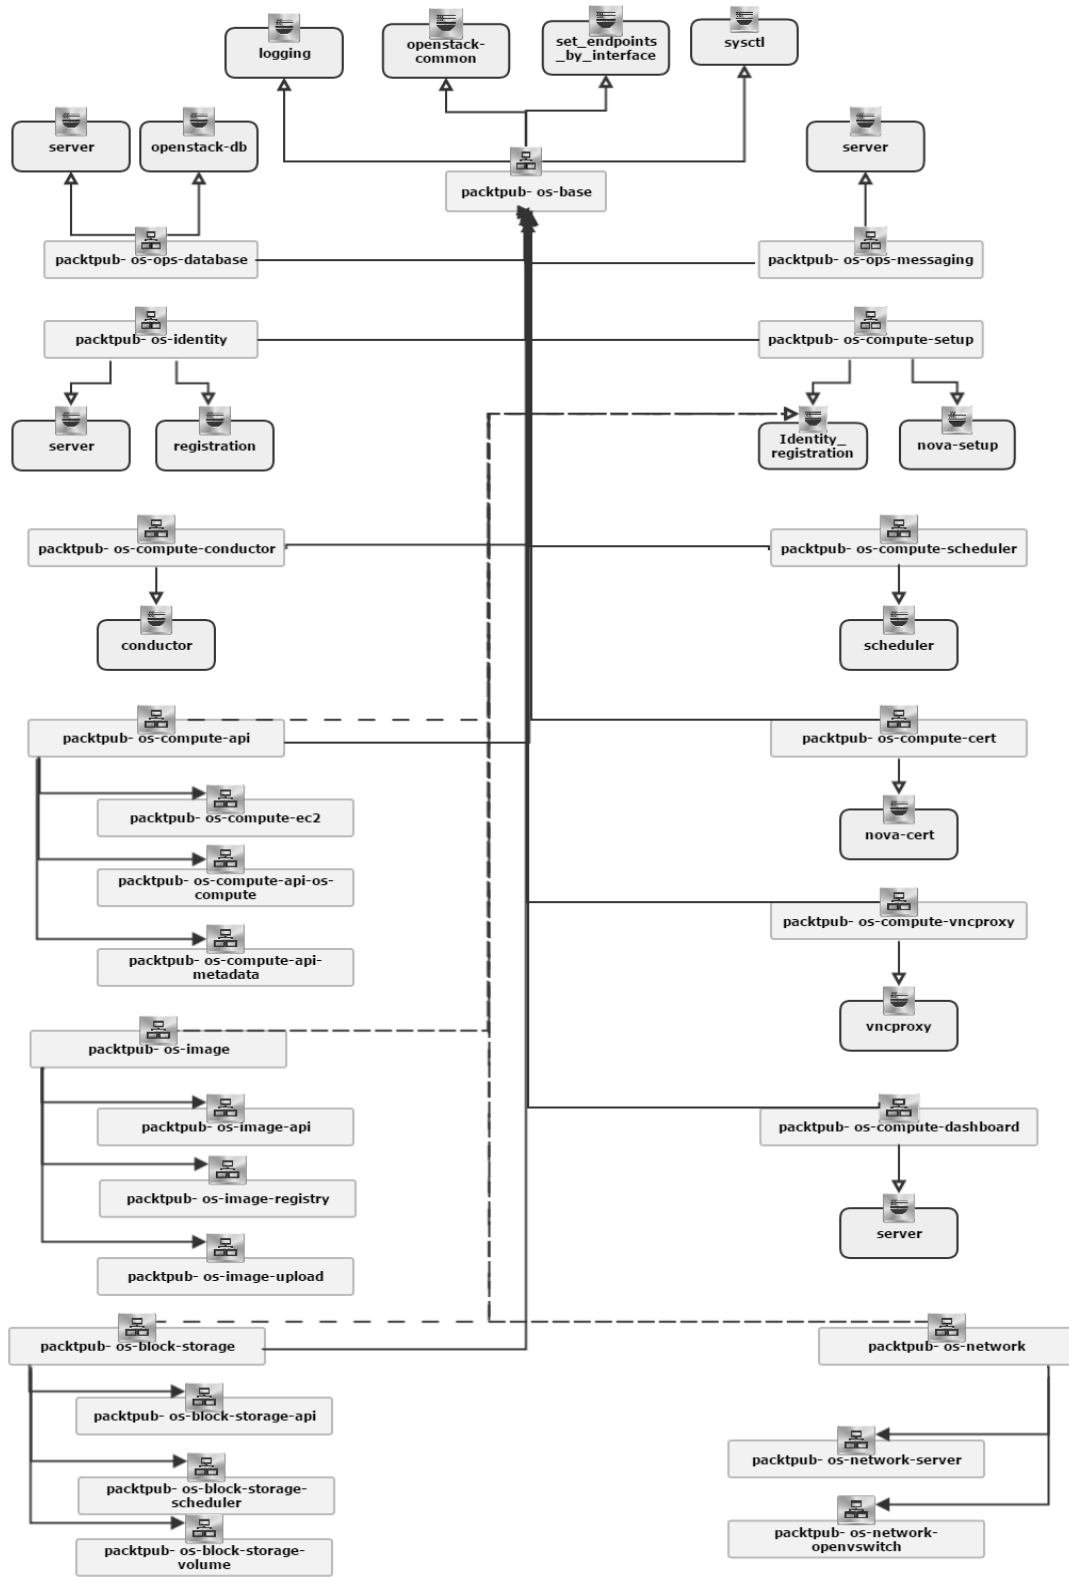 logging
openstack-
common
set_endpoints
_by_interface
sysctl
server
openstack-db
server
packtpub- os-base
packtpub- os-ops-database
packtpub- os-ops-messaging
packtpub- os-identity
packtpub- os-compute-setup
server
registration
Identity_
registration
nova-setup
packtpub- os-compute-conductor
packtpub- os-compute-scheduler
conductor
scheduler
packtpub- os-compute-api
packtpub- os-compute-cert
packtpub- os-compute-ec2
nova-cert
packtpub- os-compute-api-os-
compute
packtpub- os-compute-vncproxy
packtpub- os-compute-api-
metadata
vncproxy
packtpub- os-image
packtpub- os-image-api
packtpub- os-compute-dashboard
packtpub- os-image-registry
server
packtpub- os-image-upload
packtpub- os-block-storage
packtpub- os-network
packtpub- os-block-storage-api
packtpub- os-network-server
packtpub- os-block-storage-
scheduler
packtpub- os-network-
openvswitch
packtpub- os-block-storage-
volume